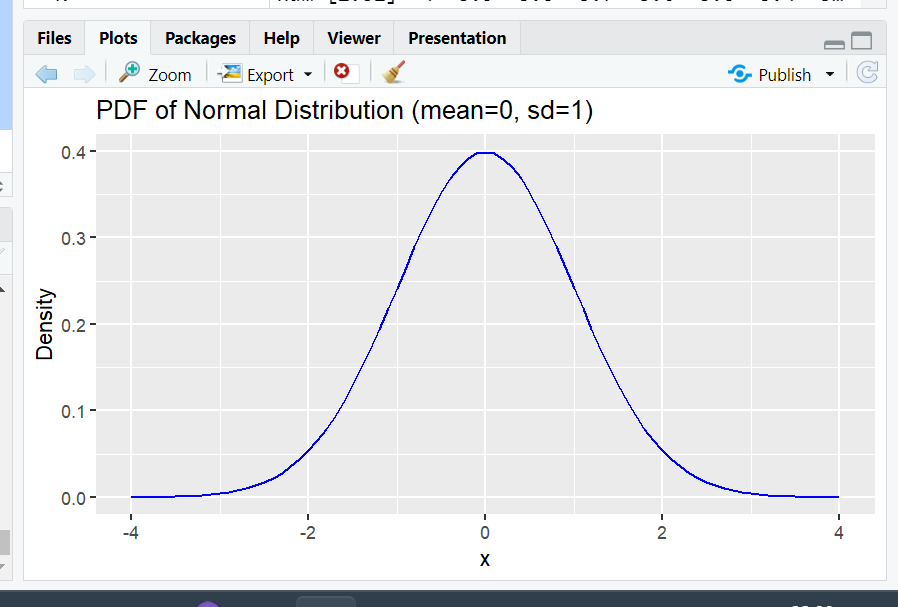 Files Plots Packages Help Viewer Presentation
Zoom Export Publish
PDF of Normal Distribution (mean=0, sd=1)
0.4
0.3
0.2
0.1
0.0
Density
-4 -2 0 2 4
x